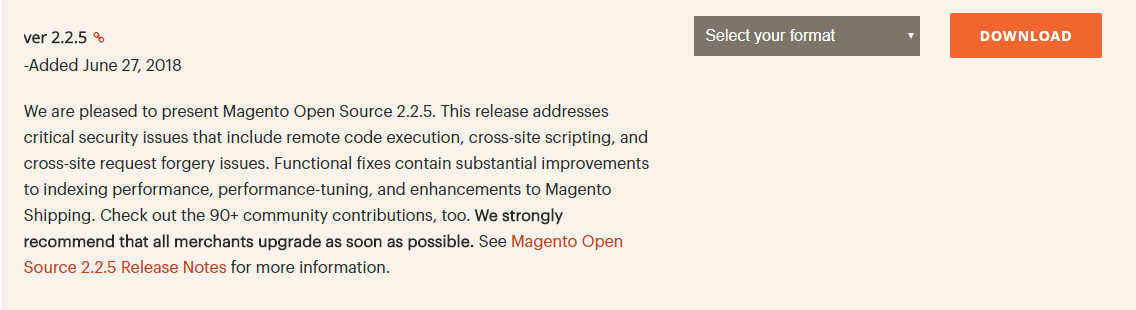 ver 2.2.5
-Added June 27, 2018
Select your format
DOWNLOAD
We are pleased to present Magento Open Source 2.2.5. This release addresses
critical security issues that include remote code execution, cross-site scripting, and
cross-site request forgery issues. Functional fixes contain substantial improvements
to indexing performance, performance-tuning, and enhancements to Magento
Shipping. Check out the 90+ community contributions, too. We strongly
recommend that all merchants upgrade as soon as possible. See Magento Open
Source 2.2.5 Release Notes for more information.